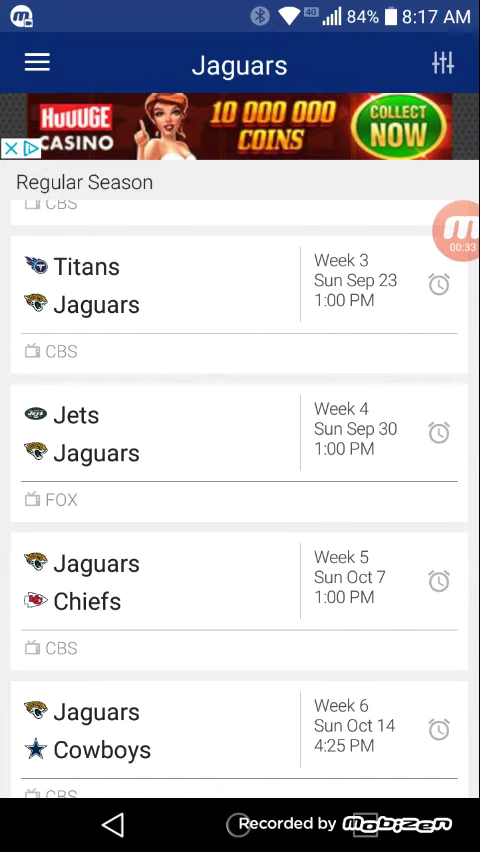 4G 84% 8:17 AM
Jaguars
HUUUGE
CASINO
10 000 000
COINS
COLLECT
NOW
Regular Season
CBS
00:33
Titans
Jaguars
Week 3
Sun Sep 23
1:00 PM
CBS
Jets
Jaguars
Week 4
Sun Sep 30
1:00 PM
FOX
Jaguars
Chiefs
Week 5
Sun Oct 7
1:00 PM
CBS
Jaguars
Cowboys
Week 6
Sun Oct 14
4:25 PM
CBS
Recorded by Mobizen